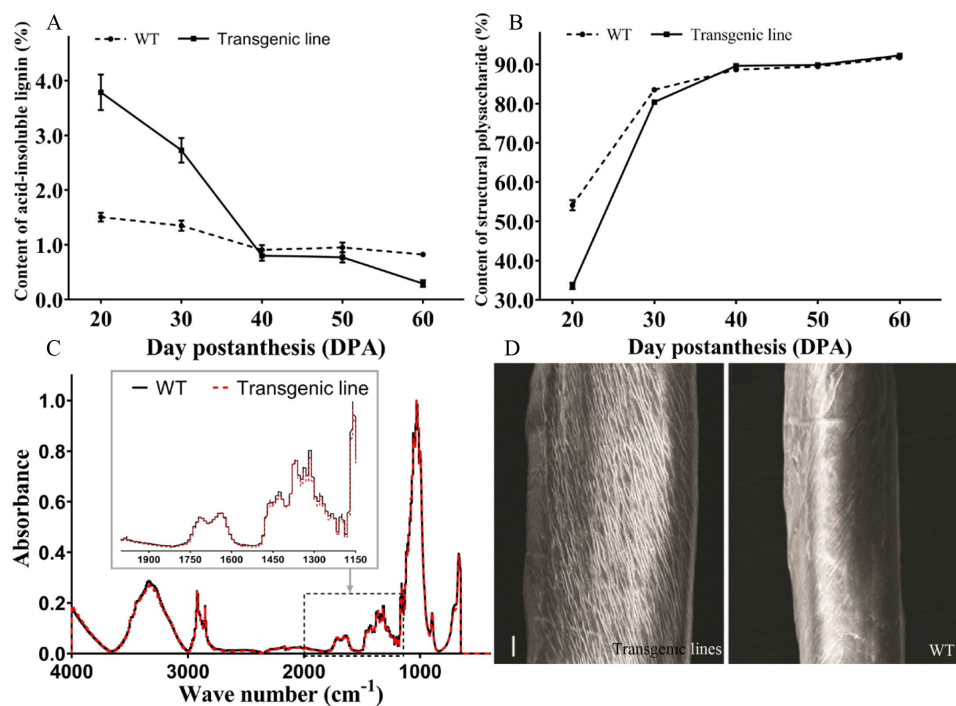 A
WT Transgenic line
Content of acid-insoluble lignin (%)
4.0
3.0
2.0
1.0
0.0
20 30 40 50 60
Day postanthesis (DPA)
B
WT Transgenic line
Content of structural polysaccharide (%)
90.0
80.0
70.0
60.0
50.0
40.0
30.0
20 30 40 50 60
Day postanthesis (DPA)
C
WT Transgenic line
1900 1750 1600 1450 1300 1150
Absorbance
1.0
0.8
0.6
0.4
0.2
0.0
4000 3000 2000 1000
Wave number (cm⁻¹)
D
Transgenic lines
WT